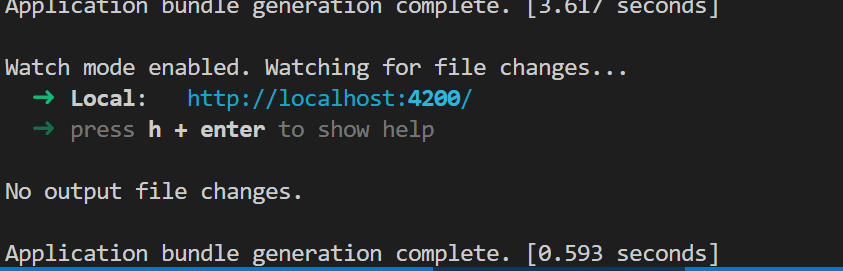 Application bundle generation complete. [3.617 seconds]
Watch mode enabled. Watching for file changes...
➜ Local: http://localhost:4200/
➜ press h + enter to show help
No output file changes.
Application bundle generation complete. [0.593 seconds]